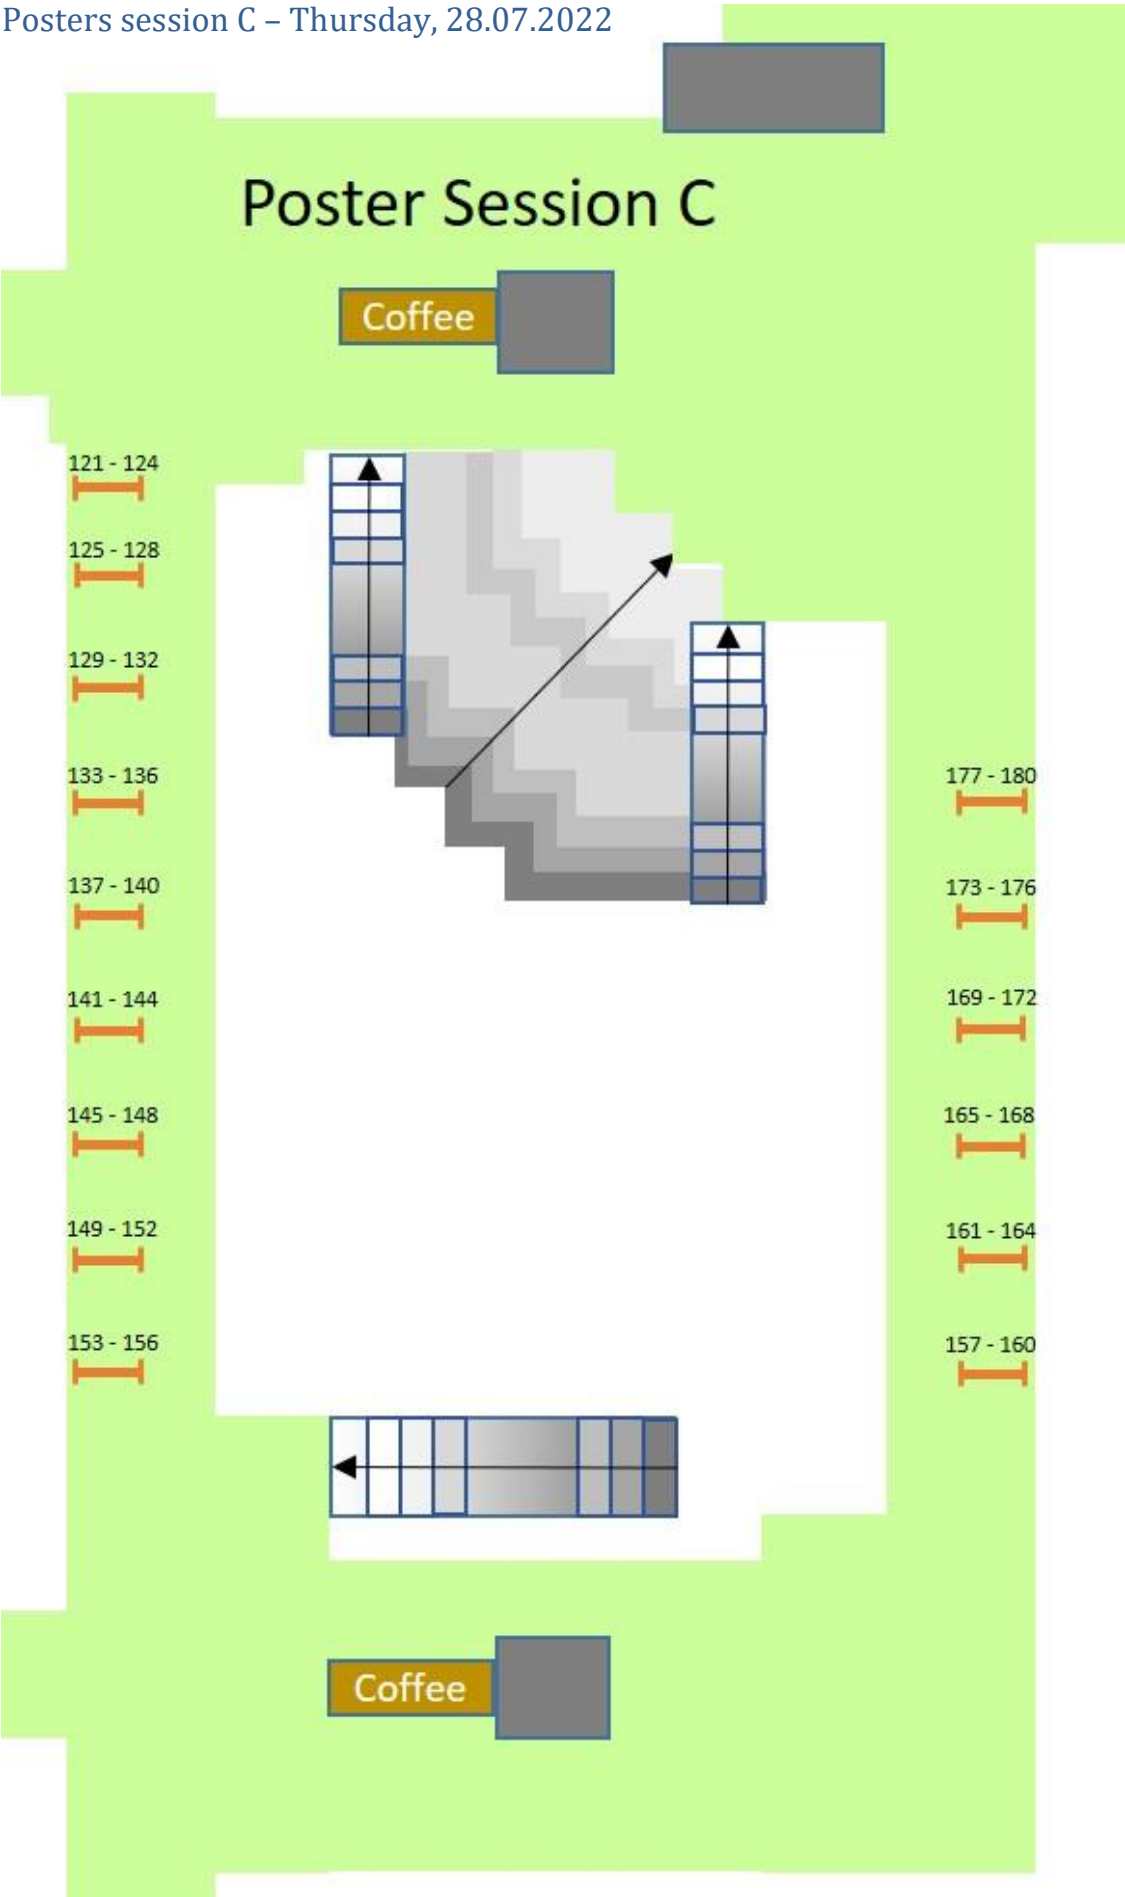 Posters session C – Thursday, 28.07.2022
Poster Session C
Coffee
121 - 124
125 - 128
129 - 132
133 - 136
137 - 140
141 - 144
145 - 148
149 - 152
153 - 156
177 - 180
173 - 176
169 - 172
165 - 168
161 - 164
157 - 160
Coffee